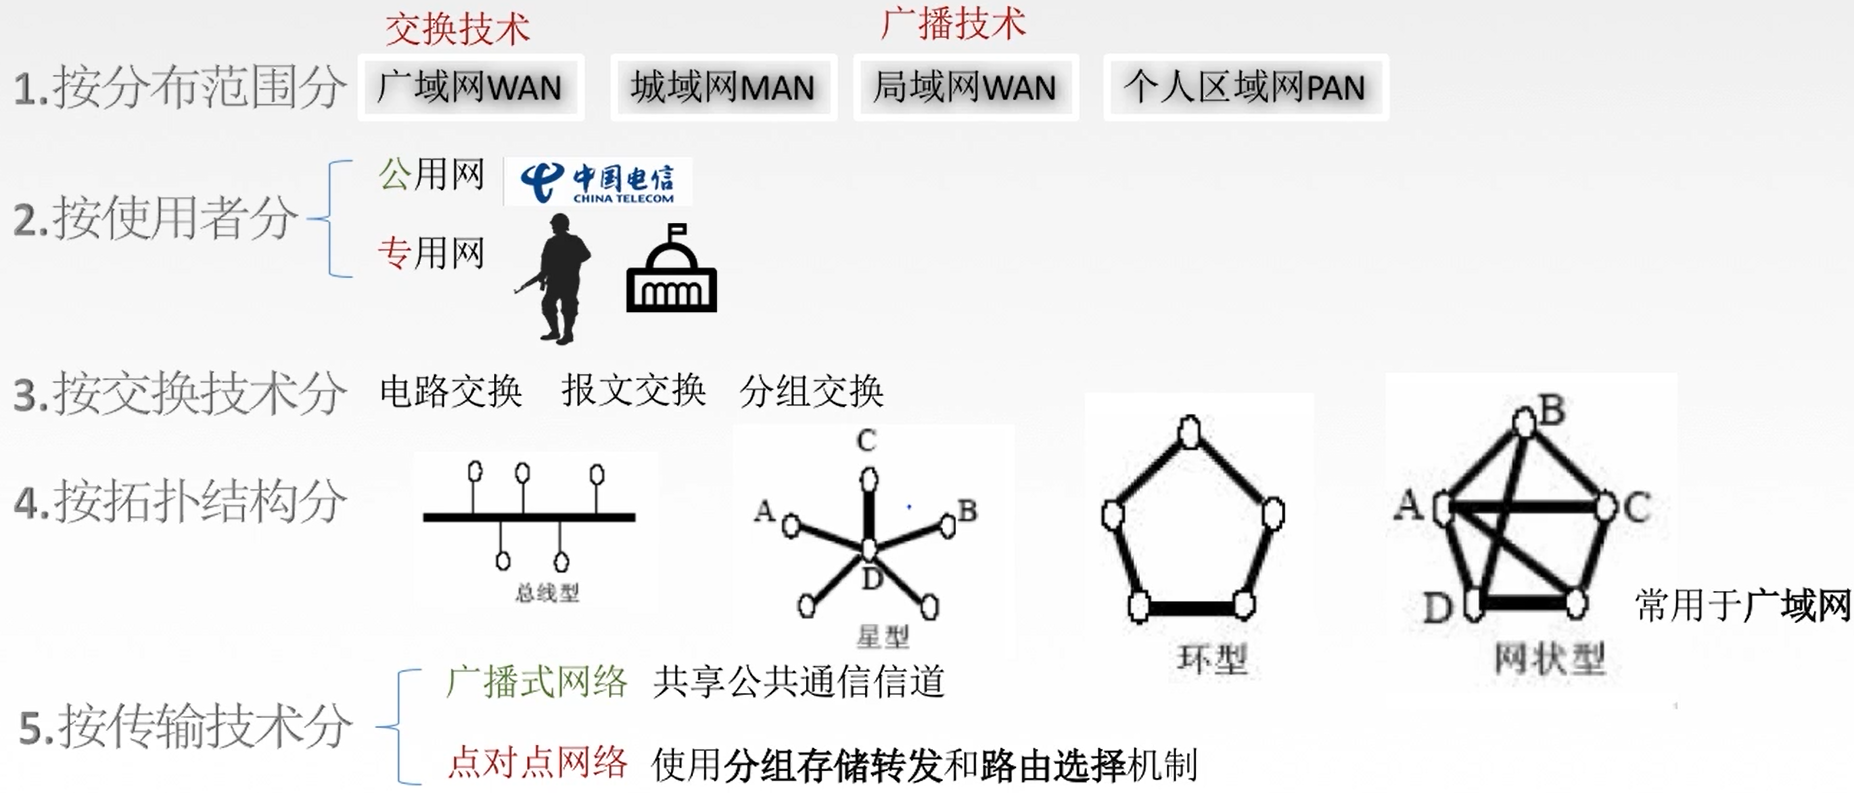 交换技术
广播技术
1.按分布范围分 广域网WAN 城域网MAN 局域网WAN 个人区域网PAN
2.按使用者分
公用网 中国电信
CHINA TELECOM
专用网
3.按交换技术分 电路交换 报文交换 分组交换
4.按拓扑结构分
总线型
C
A
B
D
星型
环型
B
A
C
D
网状型
常用于广域网
5.按传输技术分
广播式网络 共享公共通信信道
点对点网络 使用分组存储转发和路由选择机制